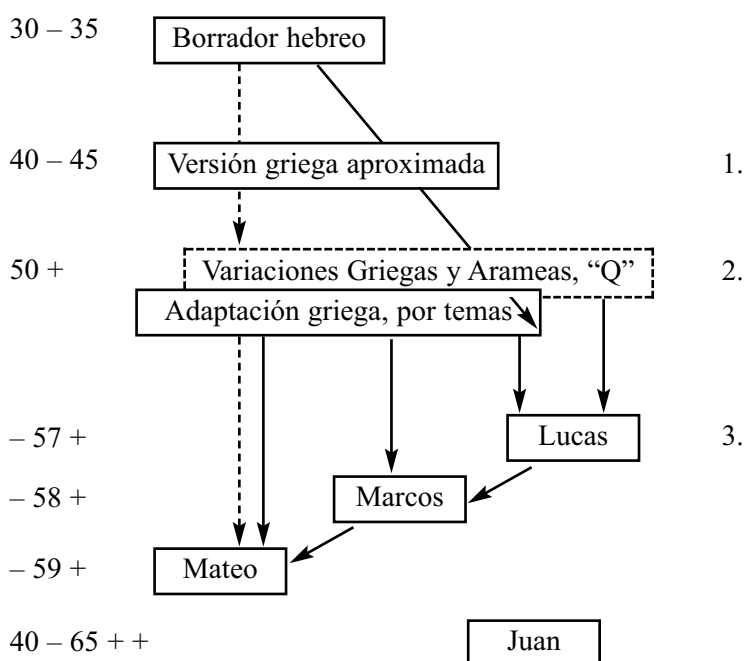 30 – 35 Borrador hebreo
40 – 45 Versión griega aproximada 1.
50 + Variaciones Griegas y Arameas, “Q” 2.
Adaptación griega, por temas
– 57 + Lucas 3.
– 58 + Marcos
– 59 + Mateo
40 – 65 + + Juan